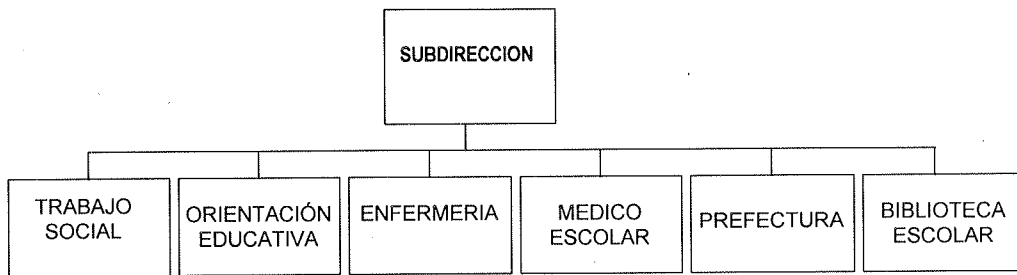 SUBDIRECCION
TRABAJO
SOCIAL
ORIENTACIÓN
EDUCATIVA
ENFERMERIA
MEDICO
ESCOLAR
PREFECTURA
BIBLIOTECA
ESCOLAR